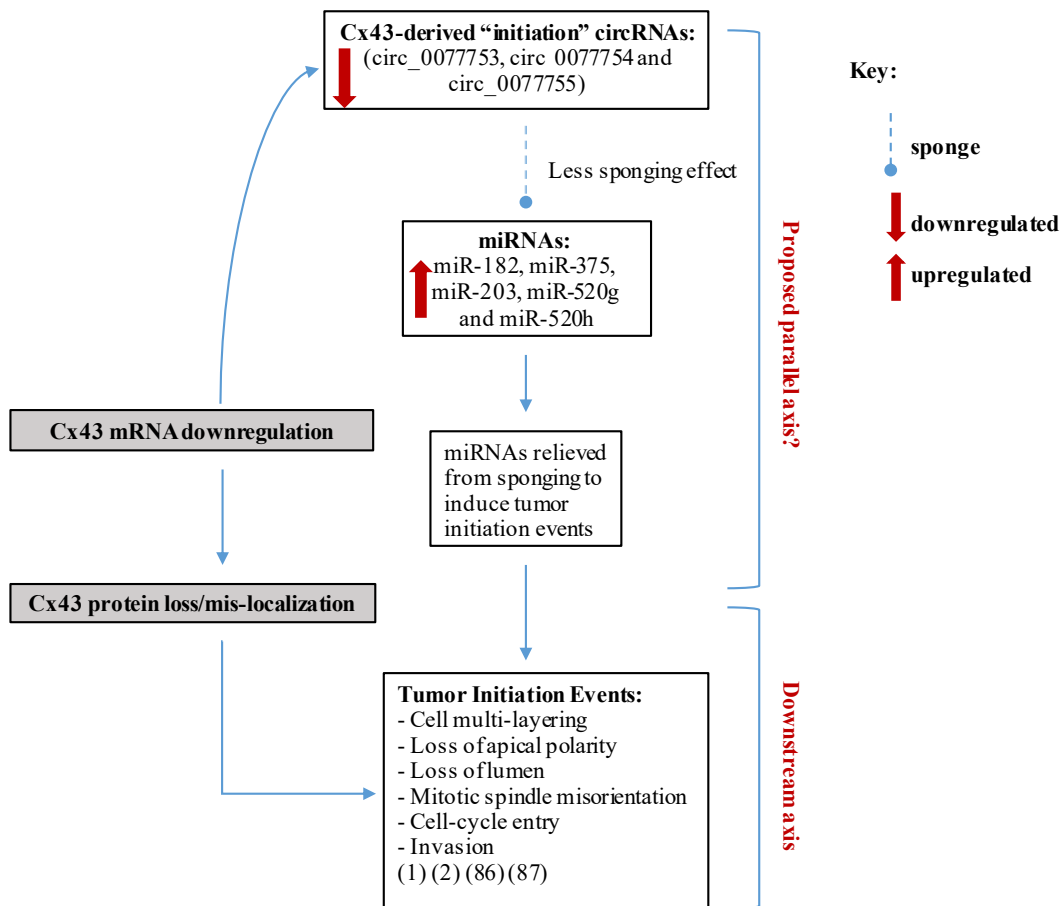 Cx43-derived “initiation” circRNAs:
(circ_0077753, circ 0077754 and
circ_0077755)
Key:
sponge
downregulated
upregulated
Less sponging effect
miRNAs:
miR-182, miR-375,
miR-203, miR-520g
and miR-520h
Proposed parallel axis?
Cx43 mRNA downregulation
miRNAs relieved
from sponging to
induce tumor
initiation events
Cx43 protein loss/mis-localization
Tumor Initiation Events:
- Cell multi-layering
- Loss of apical polarity
- Loss of lumen
- Mitotic spindle misorientation
- Cell-cycle entry
- Invasion
(1) (2) (86) (87)
Downstream axis